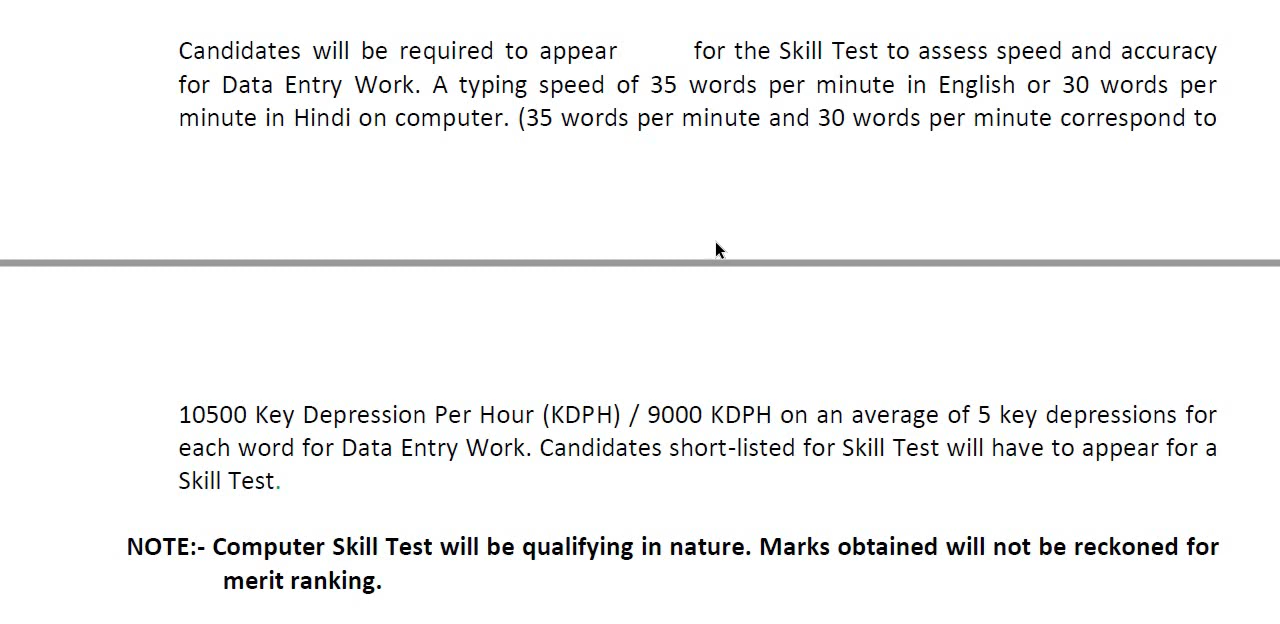 Candidates will be required to appear for the Skill Test to assess speed and accuracy
for Data Entry Work. A typing speed of 35 words per minute in English or 30 words per
minute in Hindi on computer. (35 words per minute and 30 words per minute correspond to
10500 Key Depression Per Hour (KDPH) / 9000 KDPH on an average of 5 key depressions for
each word for Data Entry Work. Candidates short-listed for Skill Test will have to appear for a
Skill Test.
NOTE:- Computer Skill Test will be qualifying in nature. Marks obtained will not be reckoned for
merit ranking.